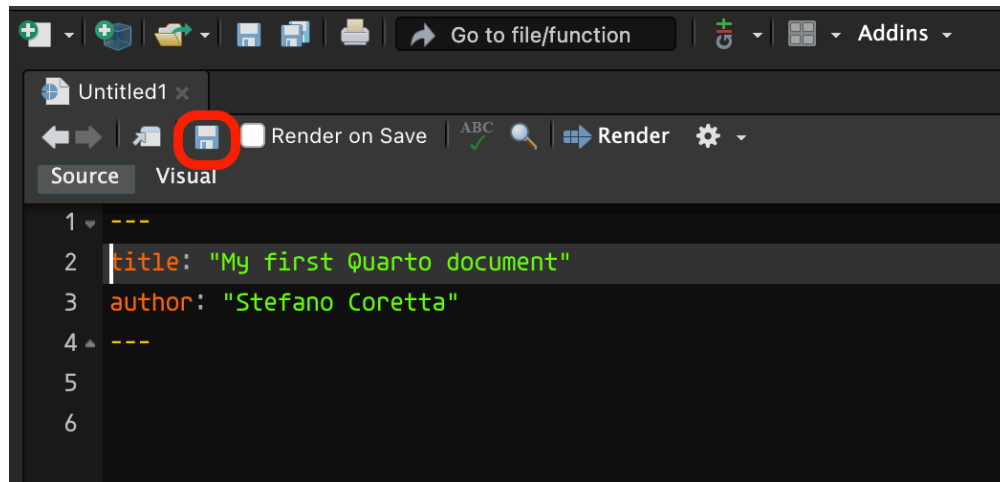 Go to file/function Git Addins
Untitled1
Render on Save ABC Render
Source Visual
1 ---
2 title: "My first Quarto document"
3 author: "Stefano Coretta"
4 ---
5
6